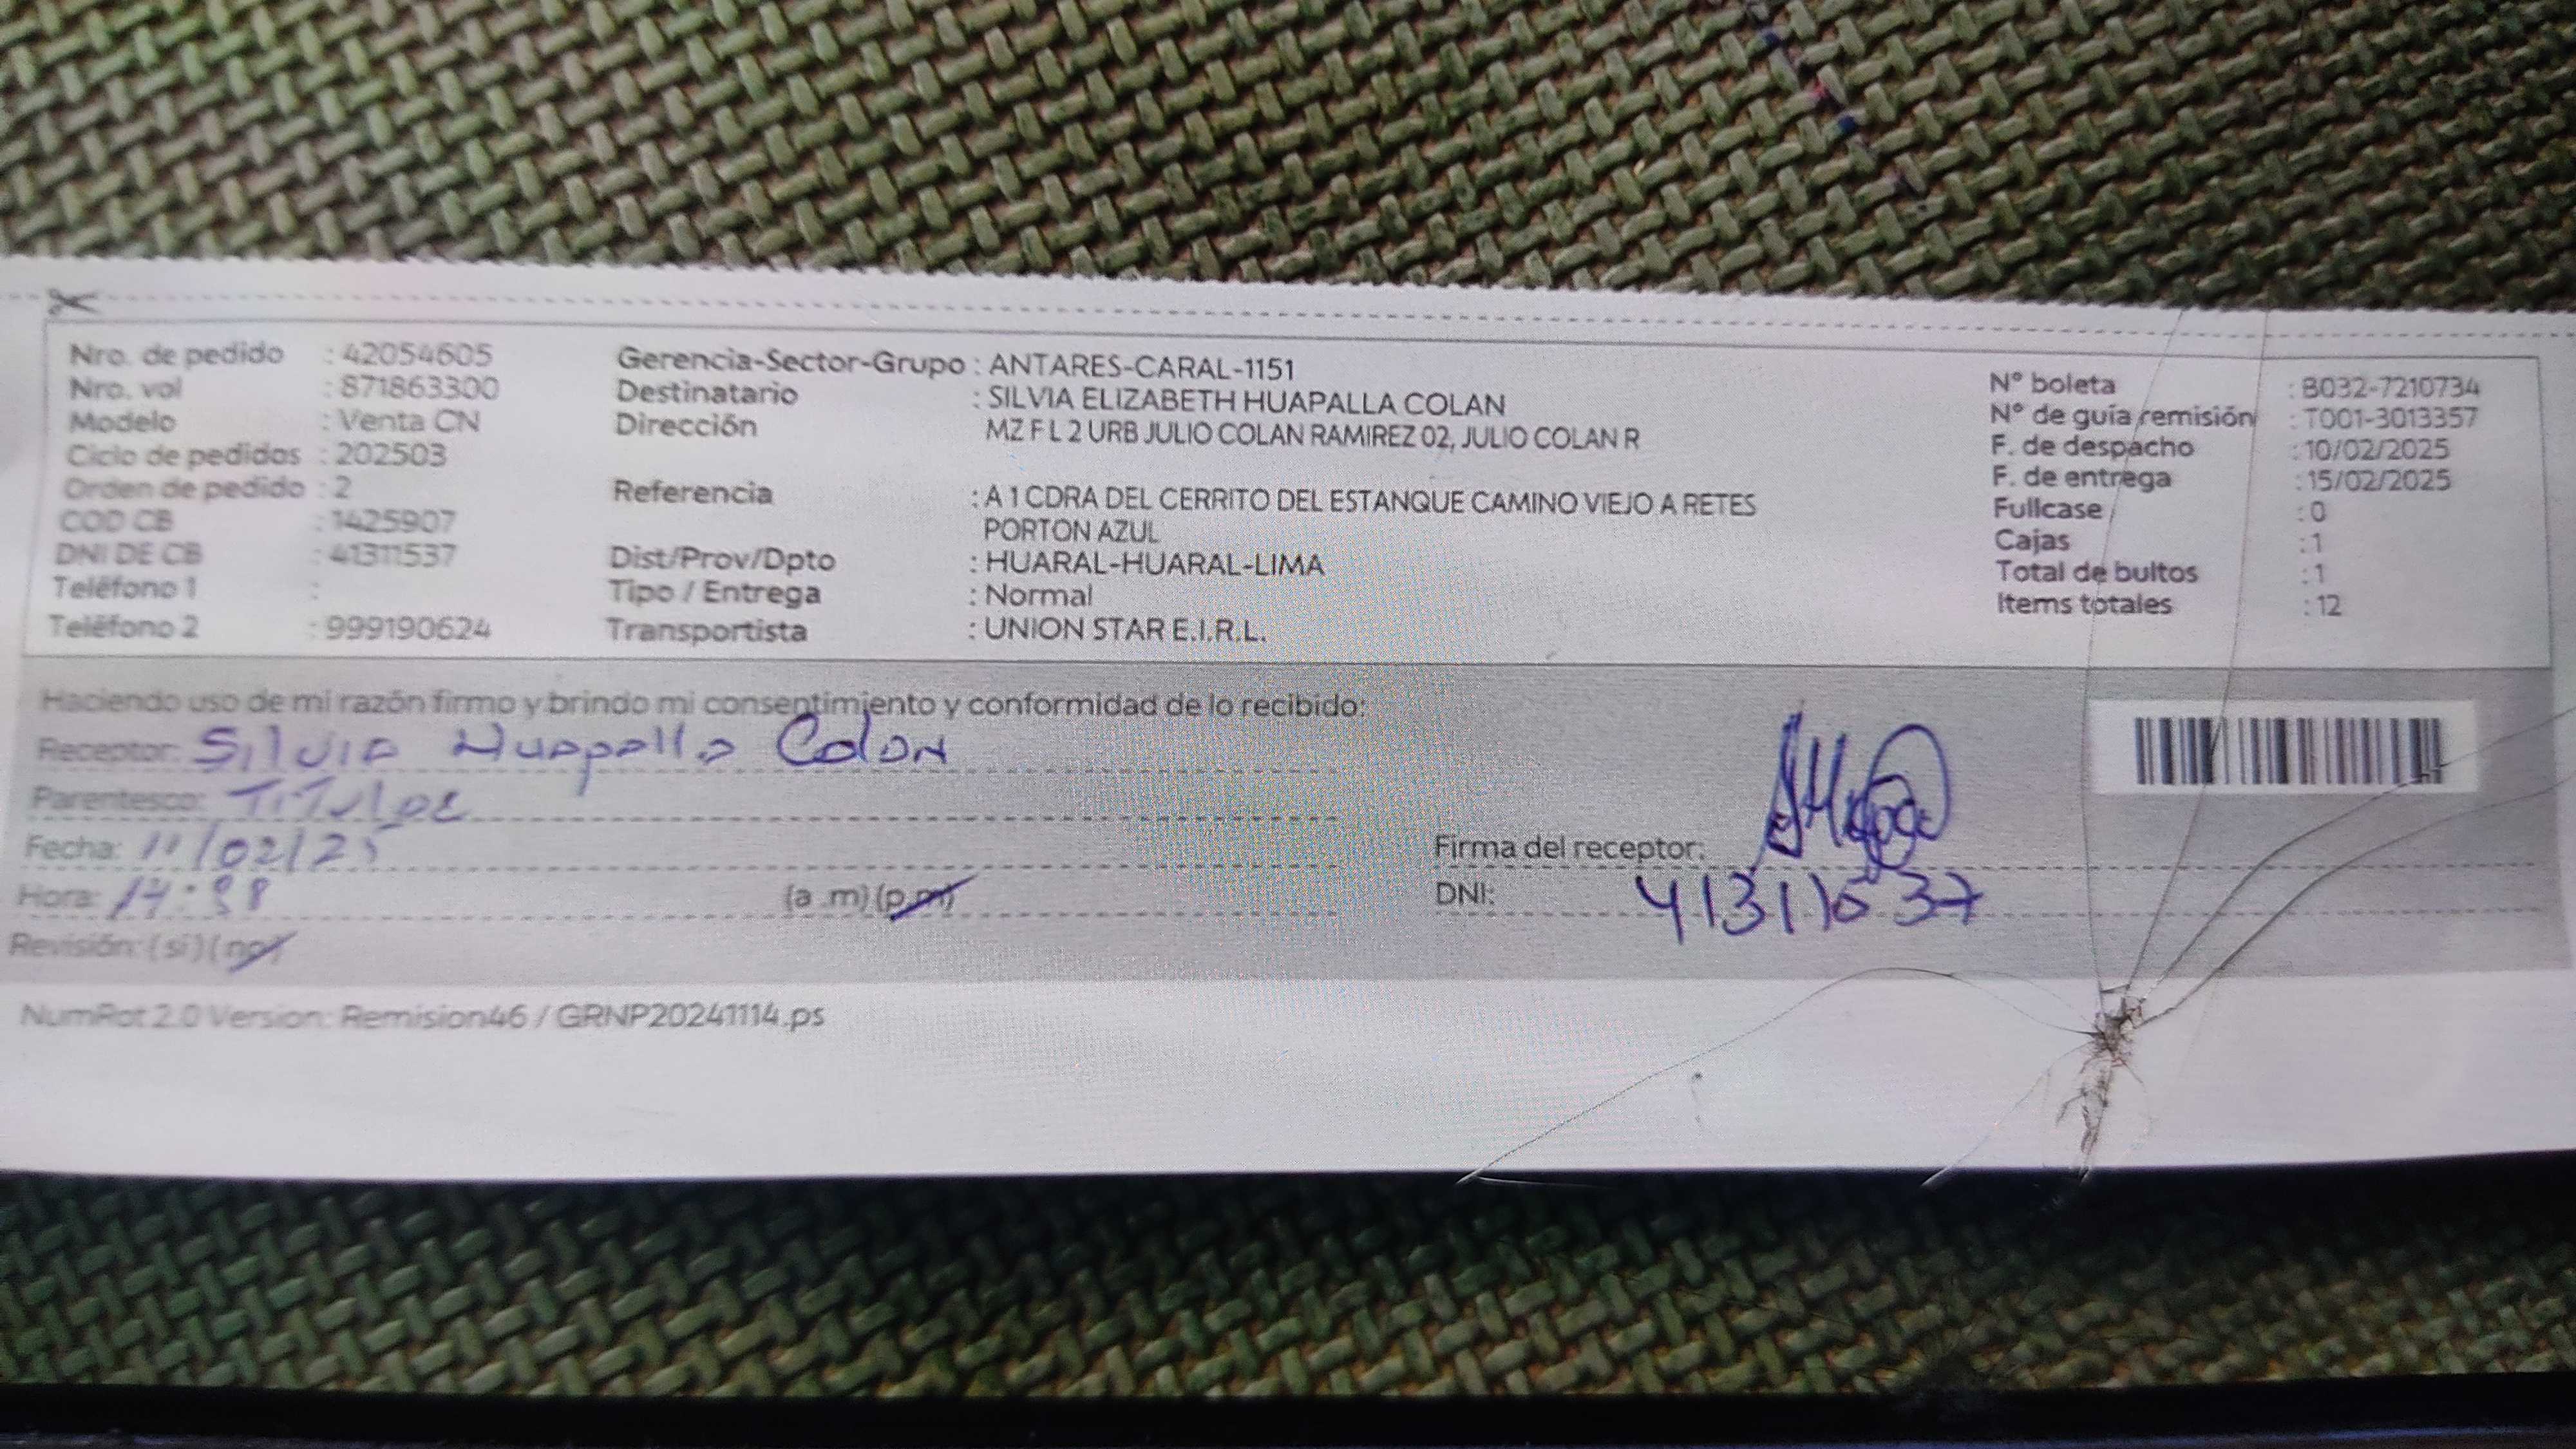 Nro. de pedido : 42054605
Nro. vol : 871863300
Modelo : Venta CN
Ciclo de pedidos : 202503
Orden de pedido : 2
COD CB : 1425907
DNI DE CB : 41311537
Teléfono 1 :
Teléfono 2 : 999190624
Gerencia-Sector-Grupo : ANTARES-CARAL-1151
Destinatario : SILVIA ELIZABETH HUAPALLA COLAN
Dirección MZ F L 2 URB JULIO COLAN RAMIREZ 02, JULIO COLAN R
Referencia : A 1 CDRA DEL CERRITO DEL ESTANQUE CAMINO VIEJO A RETES
PORTON AZUL
Dist/Prov/Dpto : HUARAL-HUARAL-LIMA
Tipo / Entrega : Normal
Transportista : UNION STAR E.I.R.L.
N° boleta : B032-7210734
N° de guía remisión : T001-3013357
F. de despacho : 10/02/2025
F. de entrega : 15/02/2025
Fullcase : 0
Cajas : 1
Total de bultos : 1
Items totales : 12
Haciendo uso de mi razón firmo y brindo mi consentimiento y conformidad de lo recibido:
Receptor: Silvia Huapalla Colan
Parentesco: Titular
Fecha: 11/02/25
Hora: (a .m) (p.m)
Revisión: (si) (no)
Firma del receptor:
DNI: 41311537
NumRot 2.0 Version: Remision46 / GRNP20241114.ps